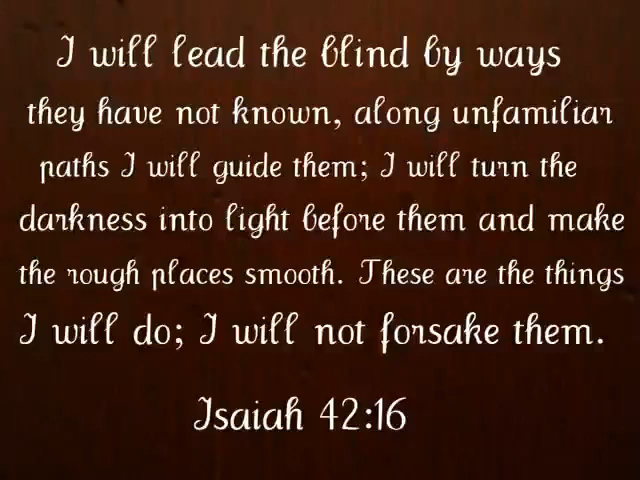 I will lead the blind by ways
they have not known, along unfamiliar
paths I will guide them; I will turn the
darkness into light before them and make
the rough places smooth. These are the things
I will do; I will not forsake them.
Isaiah 42:16